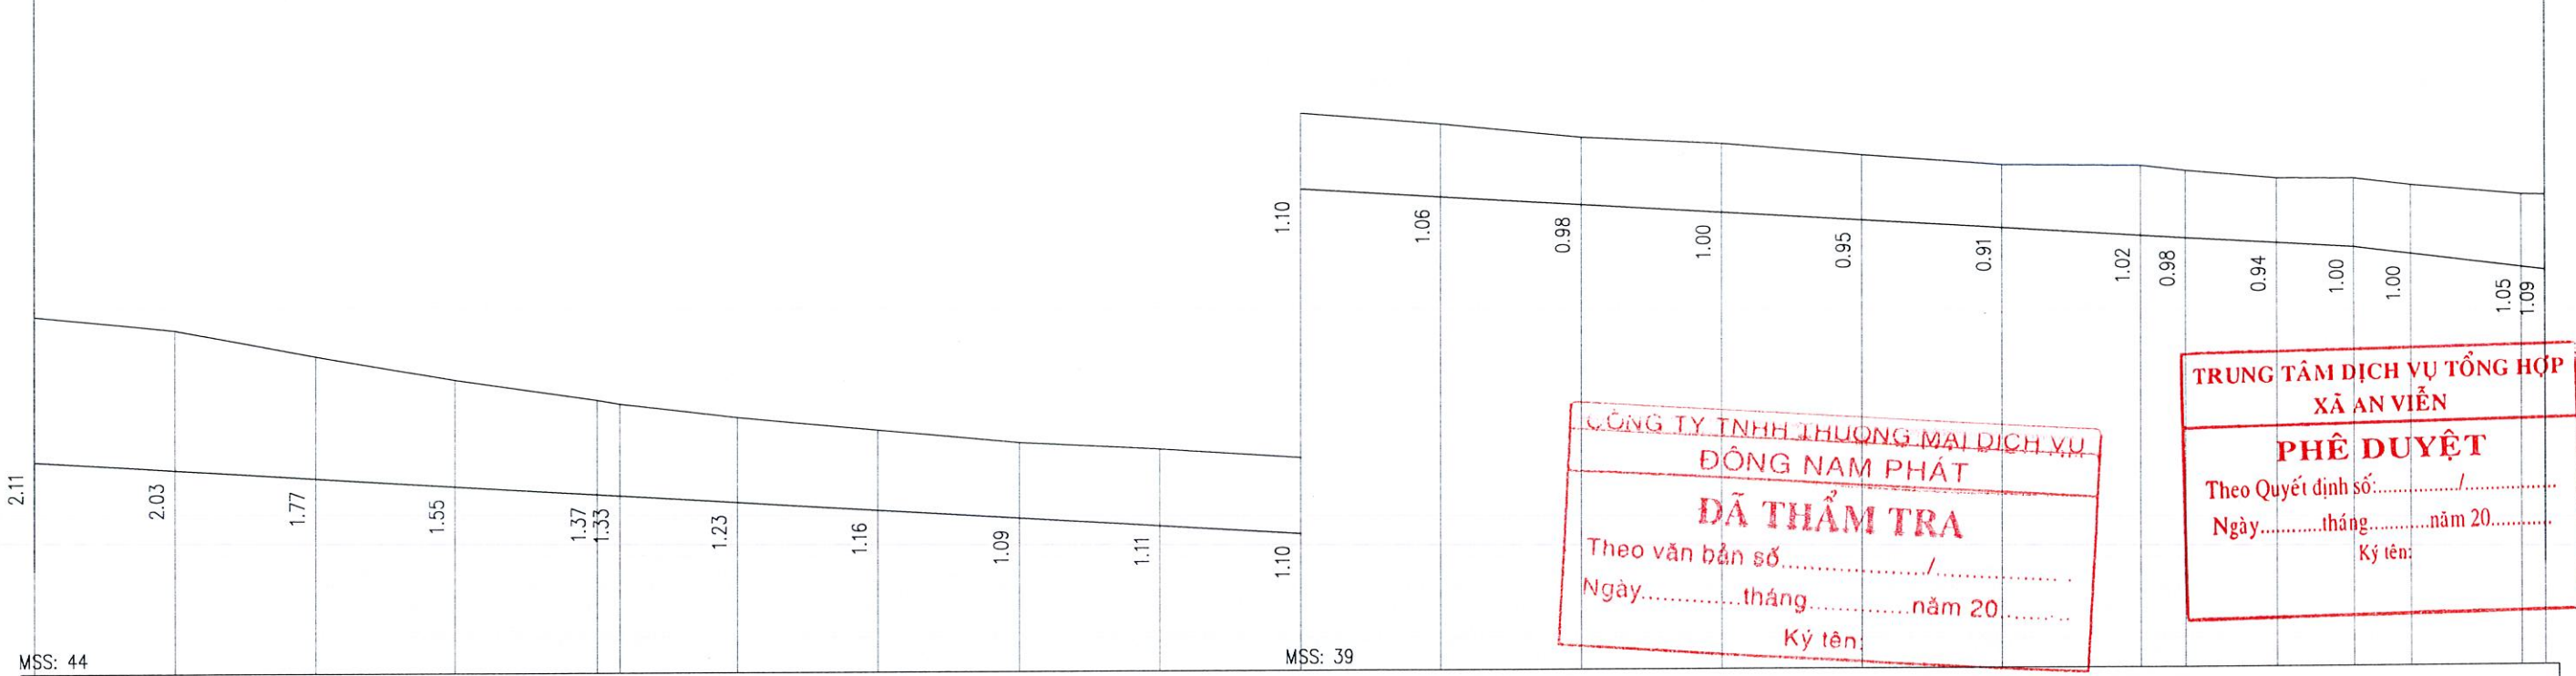 2.11
2.03
1.77
1.55
1.37
1.33
1.23
1.16
1.09
1.11
1.10
MSS: 44
1.10
1.06
0.98
1.00
0.95
0.91
1.02
0.98
0.94
1.00
1.00
1.05
1.09
MSS: 39
CÔNG TY TNHH THƯƠNG MẠI DỊCH VỤ
ĐÔNG NAM PHÁT
ĐÃ THẨM TRA
Theo văn bản số..................../..................
Ngày..............tháng..............năm 20..........
Ký tên:
TRUNG TÂM DỊCH VỤ TỔNG HỢP
XÃ AN VIỄN
PHÊ DUYỆT
Theo Quyết định số:............../................
Ngày...........tháng...........năm 20...........
Ký tên: